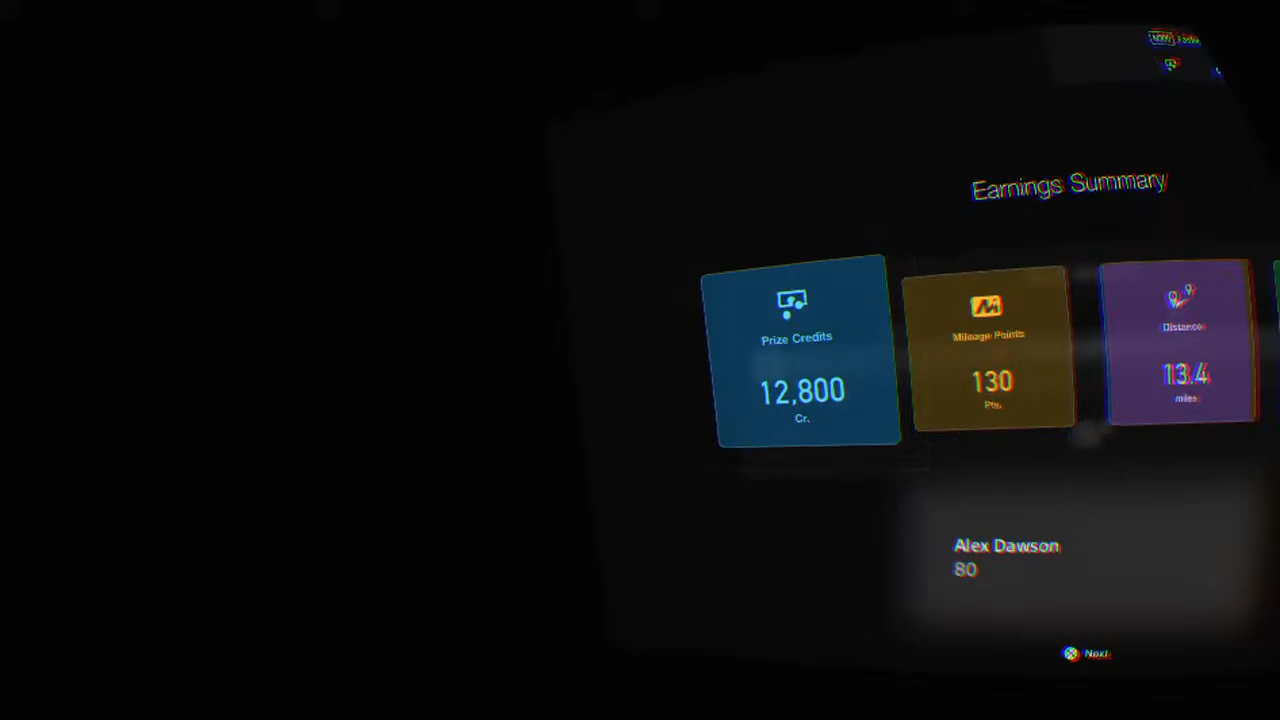 Earnings Summary
Prize Credits
12,800
Cr.
Mileage Points
130
Pts.
Distance
13.4
miles
Alex Dawson
80
Next